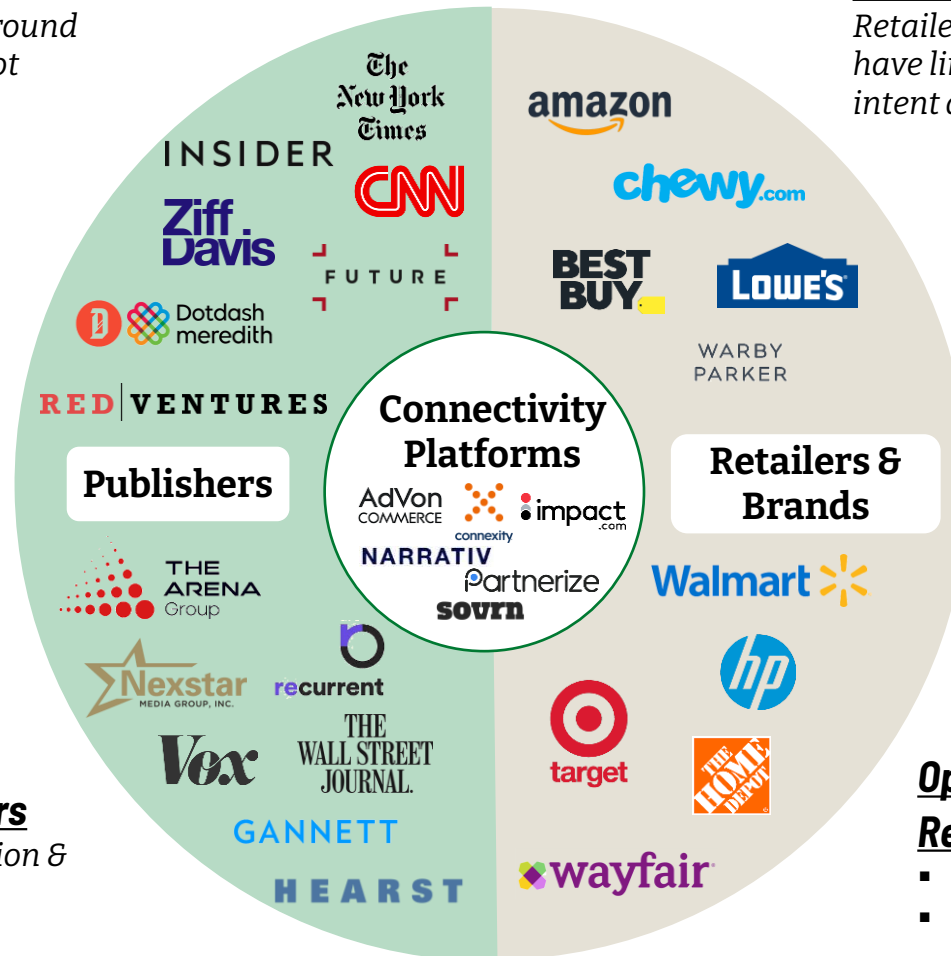 round
pt
Retaile
have li
intent
The
New York
Times
INSIDER
CNN
Ziff
Davis
FUTURE
Dotdash
meredith
RED VENTURES
Publishers
THE
ARENA
Group
Nexstar
MEDIA GROUP, INC.
recurrent
Vox
THE
WALL STREET
JOURNAL.
GANNETT
HEARST
Connectivity
Platforms
AdVon
COMMERCE
connexity
impact
.com
NARRATIV
Partnerize
sovrn
amazon
chewy.com
BEST
BUY
LOWE'S
WARBY
PARKER
Retailers &
Brands
Walmart
hp
target
THE
HOME
DEPOT
wayfair
rs
ion &
Op
Re